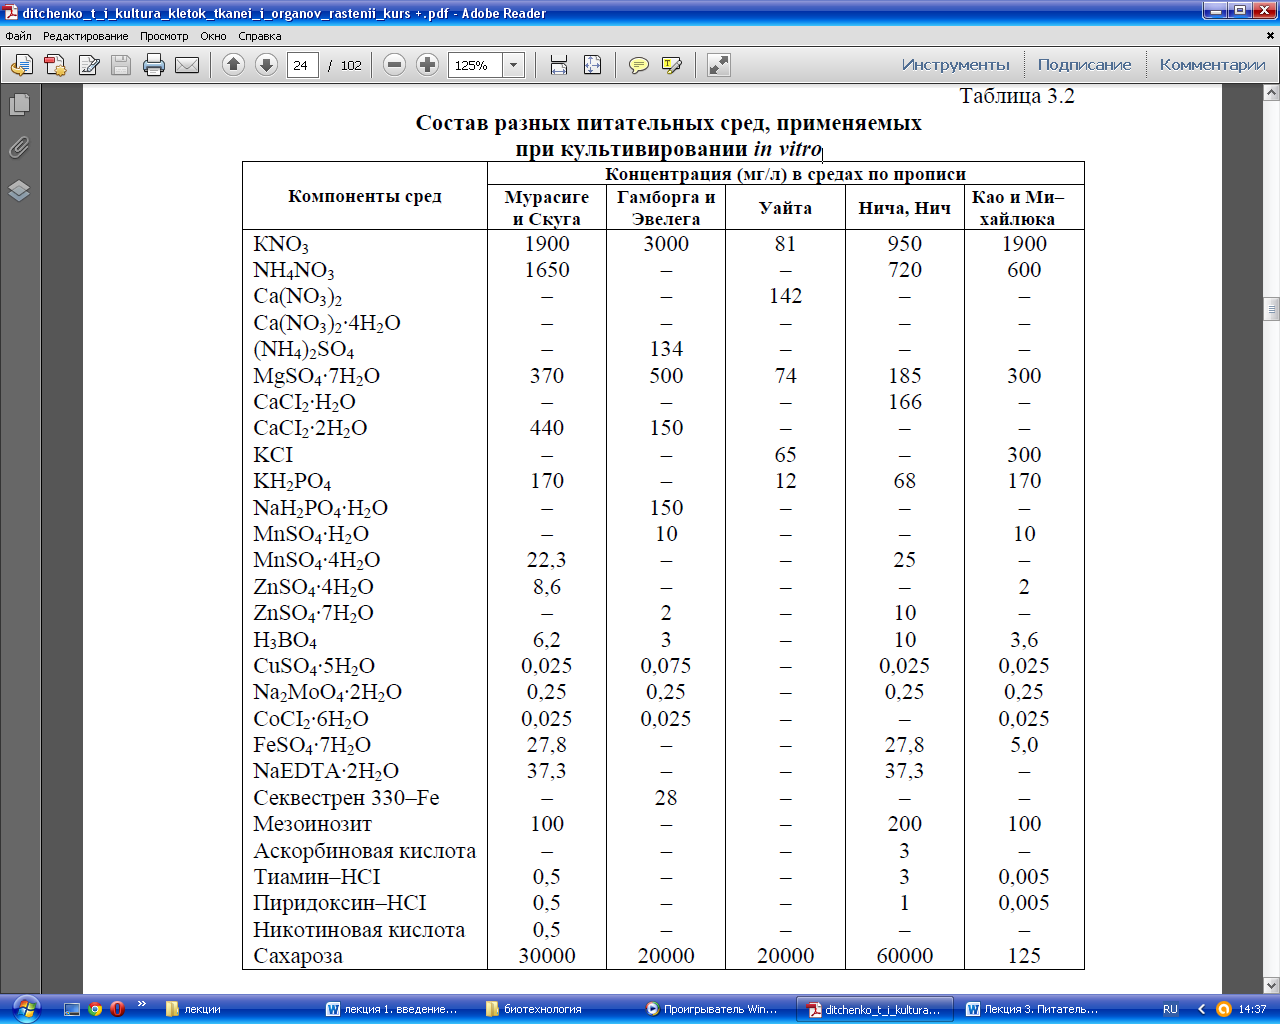 ditchenko_t_i_kultura_kletok_tkanei_i_organov_rastenii_kurs +.pdf - Adobe Reader
Файл Редактирование Просмотр Окно Справка
24 / 102 125% Инструменты Подписание Комментарии
Таблица 3.2
Состав разных питательных сред, применяемых
при культивировании in vitro
Компоненты сред
Концентрация (мг/л) в средах по прописи
Мурасиге и Скуга Гамборга и Эвелега Уайта Нича, Нич Као и Ми–хайлюка
KNO3 1900 3000 81 950 1900
NH4NO3 1650 – – 720 600
Ca(NO3)2 – – 142 – –
Ca(NO3)2·4H2O – – – – –
(NH4)2SO4 – 134 – – –
MgSO4·7H2O 370 500 74 185 300
CaCI2·H2O – – – 166 –
CaCI2·2H2O 440 150 – – –
KCI – – 65 – 300
KH2PO4 170 – 12 68 170
NaH2PO4·H2O – 150 – – –
MnSO4·H2O – 10 – – 10
MnSO4·4H2O 22,3 – – 25 –
ZnSO4·4H2O 8,6 – – – 2
ZnSO4·7H2O – 2 – 10 –
H3BO4 6,2 3 – 10 3,6
CuSO4·5H2O 0,025 0,075 – 0,025 0,025
Na2MoO4·2H2O 0,25 0,25 – 0,25 0,25
CoCI2·6H2O 0,025 0,025 – – 0,025
FeSO4·7H2O 27,8 – – 27,8 5,0
NaEDTA·2H2O 37,3 – – 37,3 –
Секвестрен 330–Fe – 28 – – –
Мезоинозит 100 – – 200 100
Аскорбиновая кислота – – – 3 –
Тиамин–HCI 0,5 – – 3 0,005
Пиридоксин–HCI 0,5 – – 1 0,005
Никотиновая кислота 0,5 – – – –
Сахароза 30000 20000 20000 60000 125
» лекции лекция 1. введение... биотехнология Проигрыватель Win... ditchenko_t_i_kultura... Лекция 3. Питатель... RU 14:37